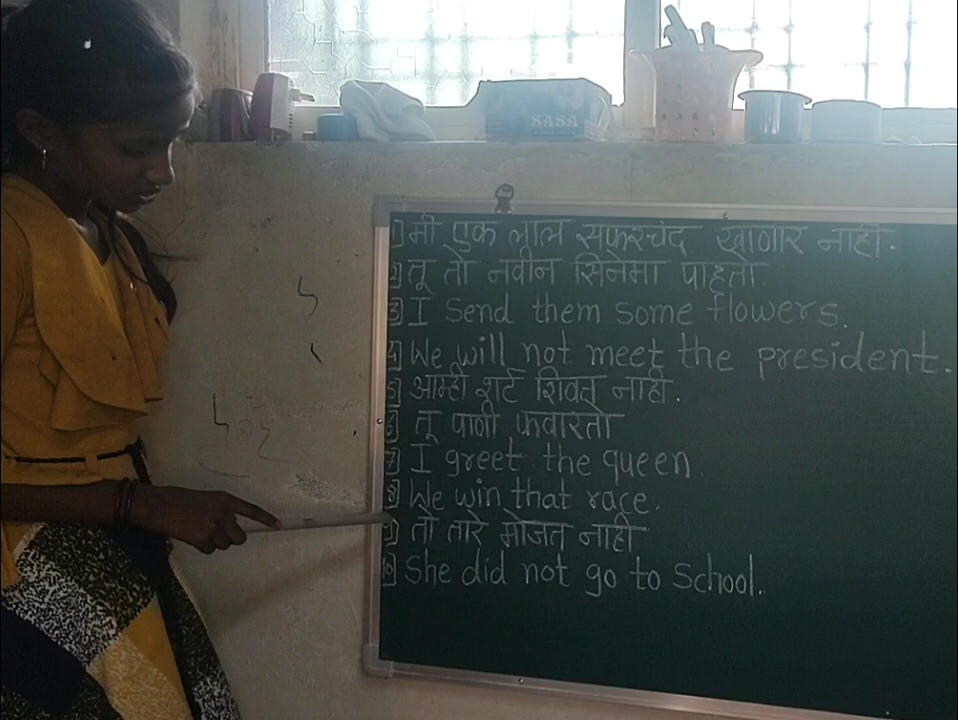 SASA
1] मी एक लाल सफरचंद खाणार नाही.
2] तू तो नवीन सिनेमा पाहतो.
3] I Send them some flowers.
4] We will not meet the president.
5] आम्ही शर्ट शिवत नाही.
6] तू पाणी फवारतो
7] I greet the queen.
8] We win that race.
9] तो तारे मोजत नाही
10] She did not go to School.